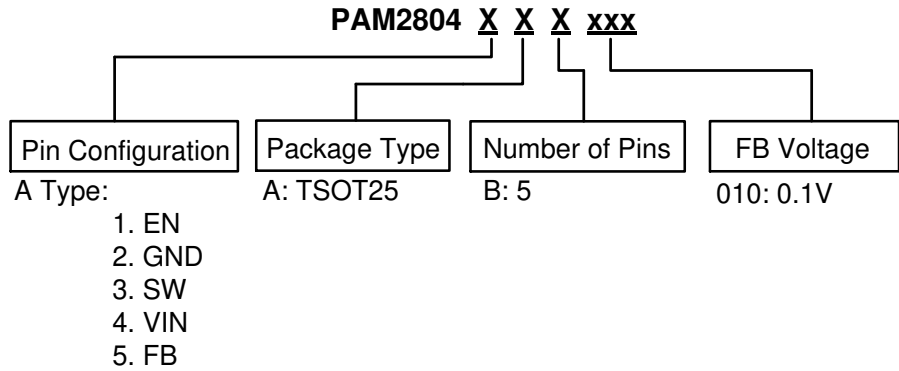 PAM2804 X X X xxx
Pin Configuration
Package Type
Number of Pins
FB Voltage
A Type:
A: TSOT25
B: 5
010: 0.1V
1. EN
2. GND
3. SW
4. VIN
5. FB